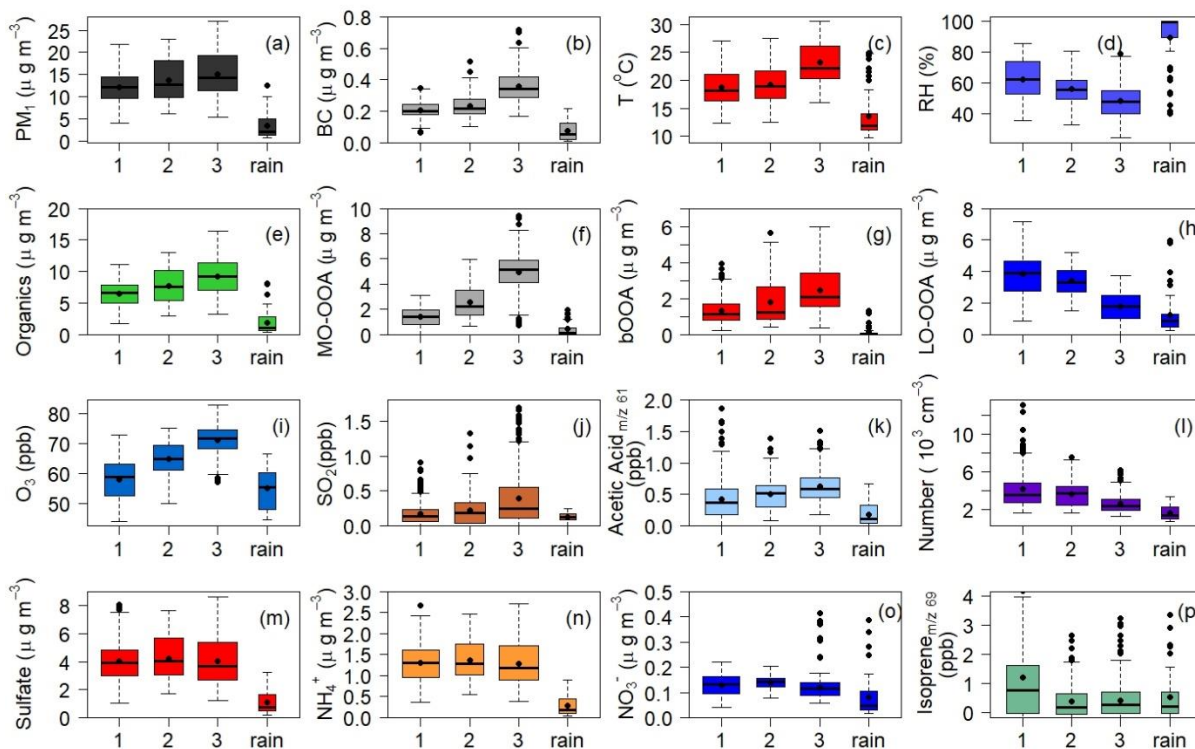 PM₁ (μ g m⁻³)
25
20
15
10
5
0
(a)
1 2 3 rain
BC (μ g m⁻³)
0.8
0.6
0.4
0.2
0.0
(b)
1 2 3 rain
T (°C)
30
25
20
15
10
(c)
1 2 3 rain
RH (%)
100
80
60
40
(d)
1 2 3 rain
Organics (μ g m⁻³)
20
15
10
5
0
(e)
1 2 3 rain
MO-OOA (μ g m⁻³)
10
8
6
4
2
0
(f)
1 2 3 rain
bOOA (μ g m⁻³)
6
4
3
2
1
0
(g)
1 2 3 rain
LO-OOA (μ g m⁻³)
8
6
4
2
0
(h)
1 2 3 rain
O₃ (ppb)
80
70
60
50
(i)
1 2 3 rain
SO₂(ppb)
1.5
1.0
0.5
0.0
(j)
1 2 3 rain
Acetic Acid m/z 61
(ppb)
2.0
1.5
1.0
0.5
0.0
(k)
1 2 3 rain
Number ( 10³ cm⁻³)
10
8
6
4
2
(l)
1 2 3 rain
Sulfate (μ g m⁻³)
8
6
4
2
0
(m)
1 2 3 rain
NH₄⁺ (μ g m⁻³)
3.0
2.5
2.0
1.5
1.0
0.5
0.0
(n)
1 2 3 rain
NO₃⁻ (μ g m⁻³)
0.5
0.4
0.3
0.2
0.1
0.0
(o)
1 2 3 rain
Isoprene m/z 69
(ppb)
4
3
2
1
0
(p)
1 2 3 rain